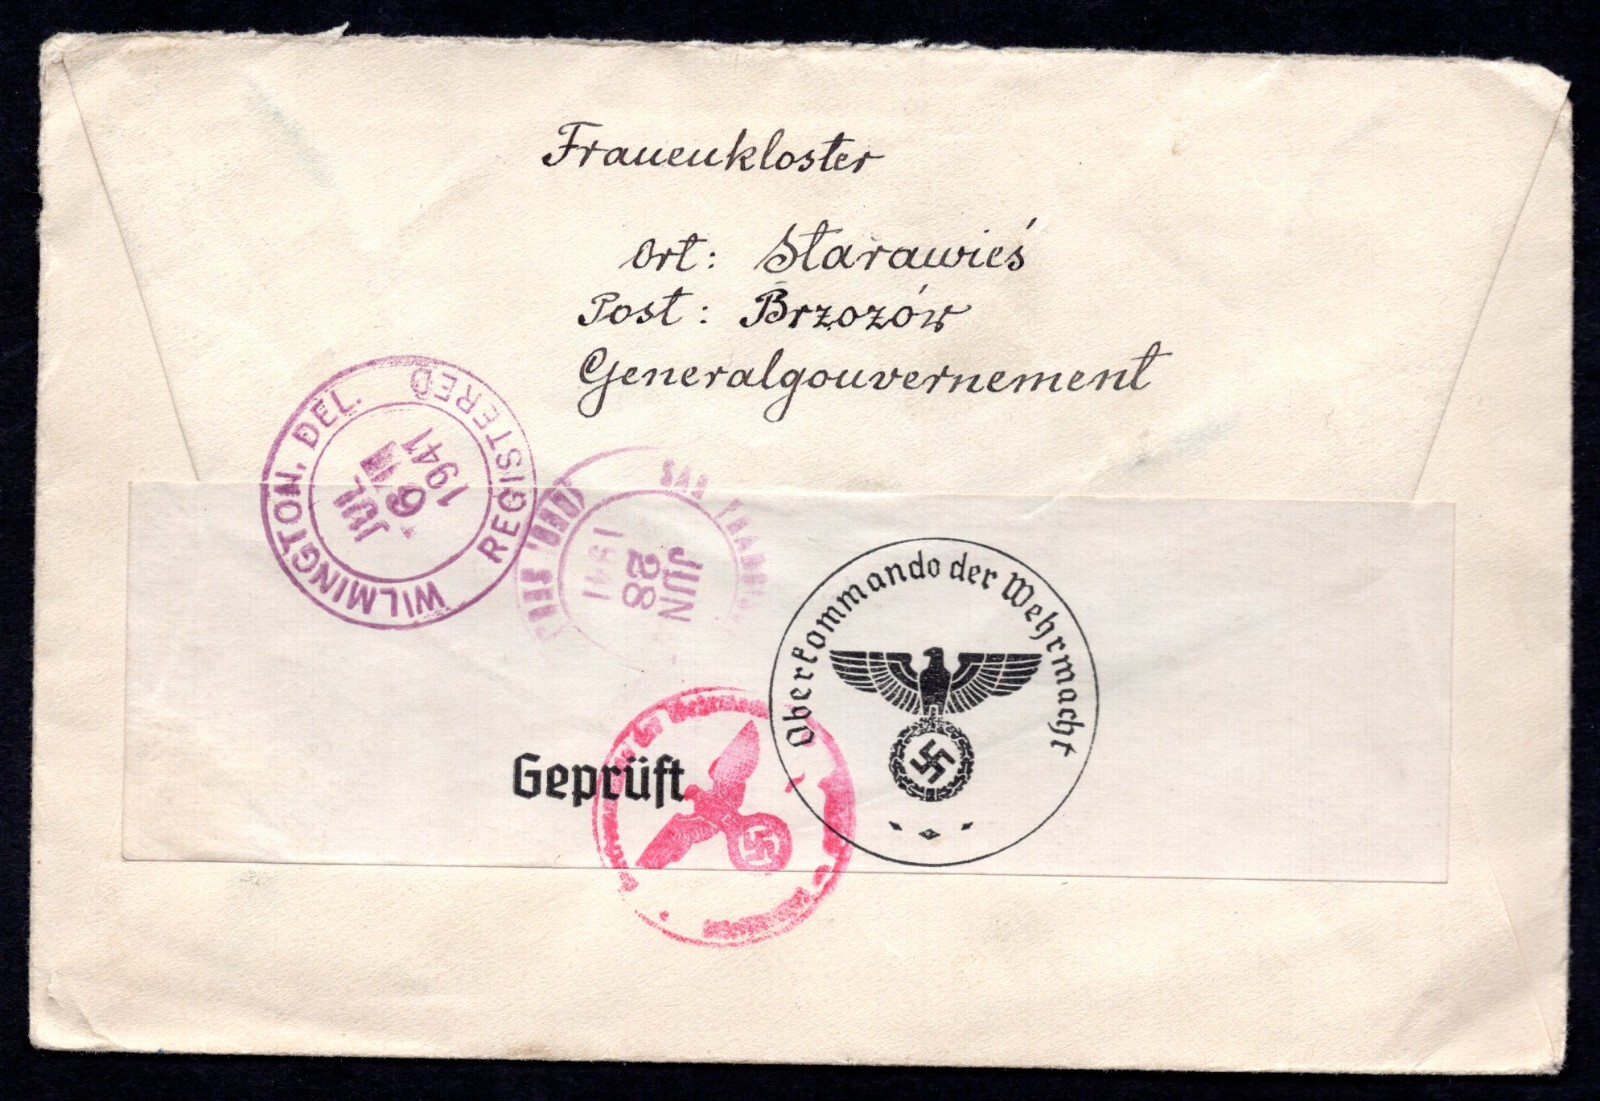 Frauenkloster
Ort: Starawieś
Post: Brzozów
Generalgouvernement
WILMINGTON, DEL.
REGISTERED
JUL
9
1941
SAN
JUN
28
1941
Oberkommando der Wehrmacht
Geprüft